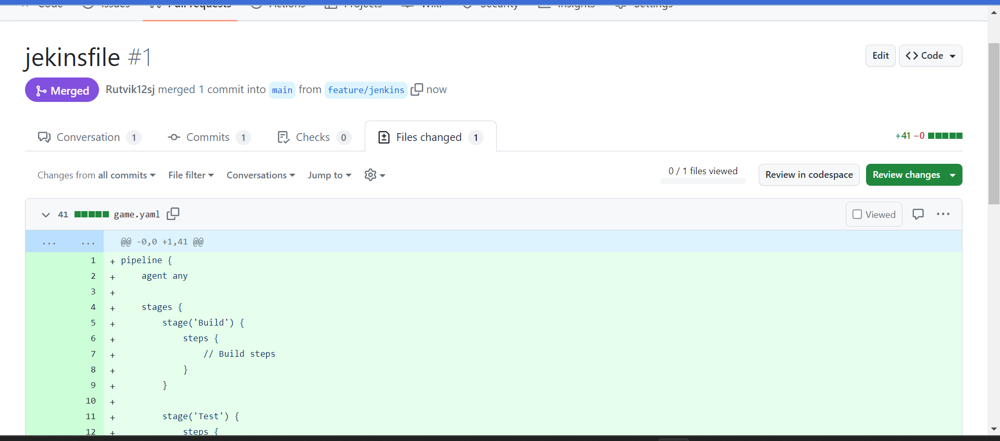 Code Issues Pull requests Actions Projects Wiki Security Insights Settings
jekinsfile #1
Edit
Code
Merged
Rutvik12sj merged 1 commit into main from feature/jenkins now
Conversation 1
Commits 1
Checks 0
Files changed 1
+41 −0
Changes from all commits
File filter
Conversations
Jump to
0 / 1 files viewed
Review in codespace
Review changes
41 game.yaml
Viewed
... ... @@ -0,0 +1,41 @@
1 + pipeline {
2 + agent any
3 +
4 + stages {
5 + stage('Build') {
6 + steps {
7 + // Build steps
8 + }
9 + }
10 +
11 + stage('Test') {
12 + steps {